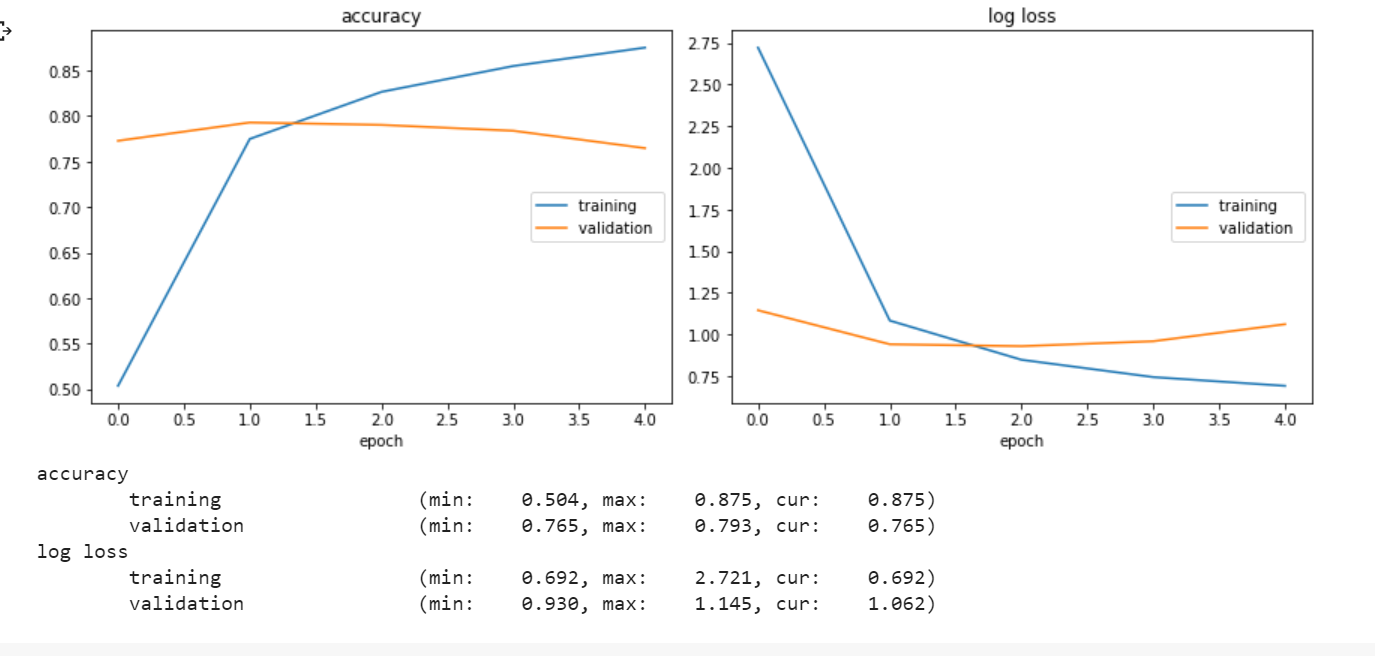 accuracy
0.85
0.80
0.75
0.70
0.65
0.60
0.55
0.50
training
validation
0.0 0.5 1.0 1.5 2.0 2.5 3.0 3.5 4.0
epoch
log loss
2.75
2.50
2.25
2.00
1.75
1.50
1.25
1.00
0.75
training
validation
0.0 0.5 1.0 1.5 2.0 2.5 3.0 3.5 4.0
epoch
accuracy
training (min: 0.504, max: 0.875, cur: 0.875)
validation (min: 0.765, max: 0.793, cur: 0.765)
log loss
training (min: 0.692, max: 2.721, cur: 0.692)
validation (min: 0.930, max: 1.145, cur: 1.062)